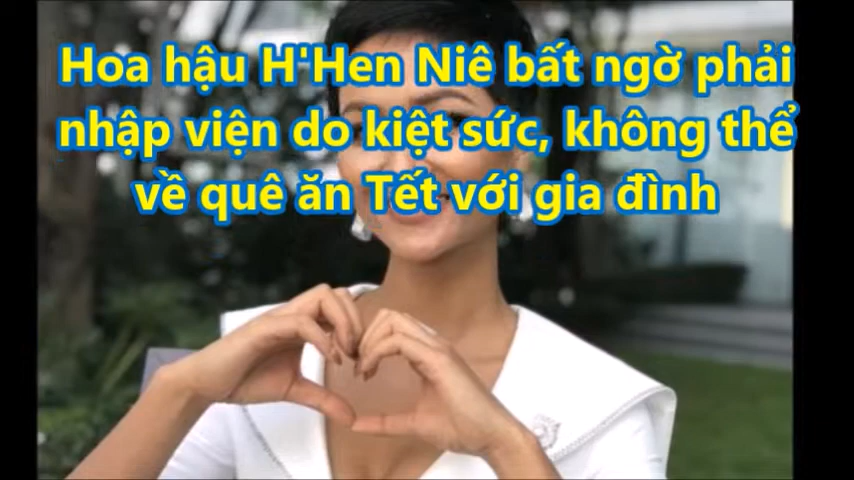 Hoa hậu H'Hen Niê bất ngờ phải
nhập viện do kiệt sức, không thể
về quê ăn Tết với gia đình